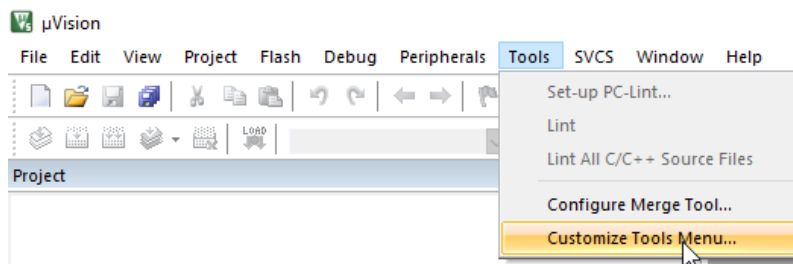 µVision
File Edit View Project Flash Debug Peripherals Tools SVCS Window Help
Set-up PC-Lint...
Lint
LOAD
Lint All C/C++ Source Files
Project
Configure Merge Tool...
Customize Tools Menu...